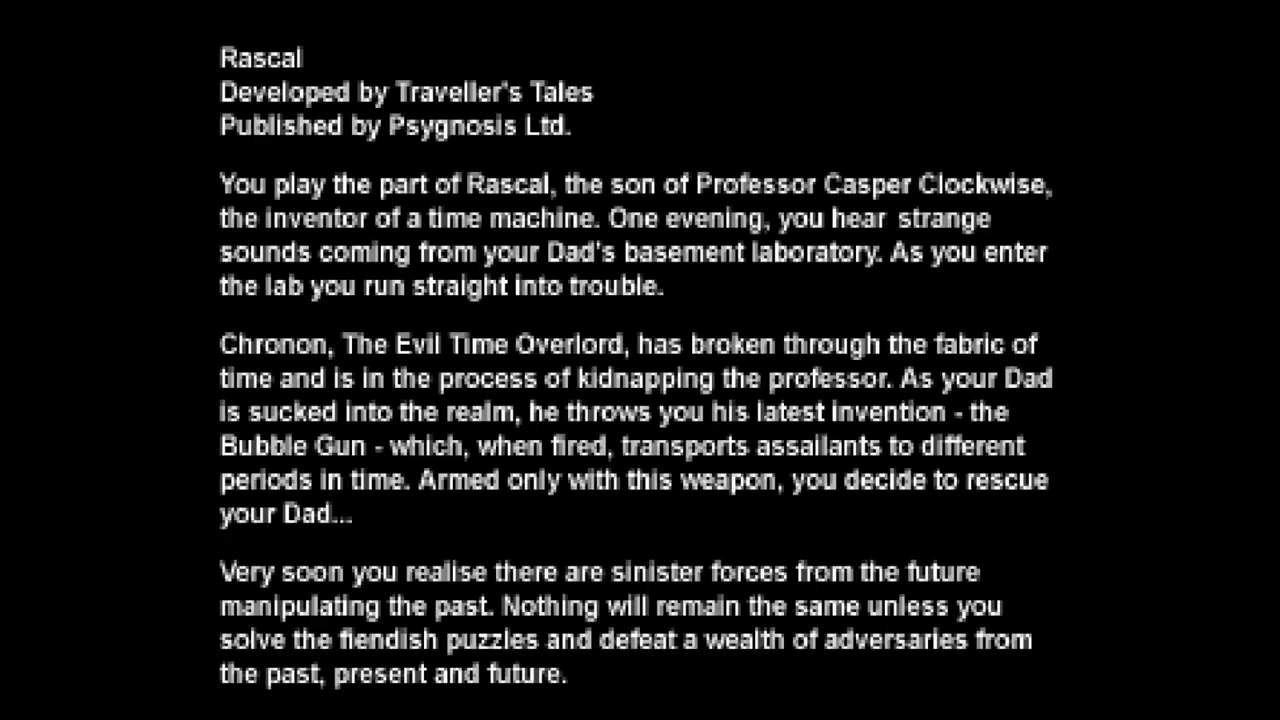 Rascal
Developed by Traveller's Tales
Published by Psygnosis Ltd.
You play the part of Rascal, the son of Professor Casper Clockwise,
the inventor of a time machine. One evening, you hear strange
sounds coming from your Dad's basement laboratory. As you enter
the lab you run straight into trouble.
Chronon, The Evil Time Overlord, has broken through the fabric of
time and is in the process of kidnapping the professor. As your Dad
is sucked into the realm, he throws you his latest invention - the
Bubble Gun - which, when fired, transports assailants to different
periods in time. Armed only with this weapon, you decide to rescue
your Dad...
Very soon you realise there are sinister forces from the future
manipulating the past. Nothing will remain the same unless you
solve the fiendish puzzles and defeat a wealth of adversaries from
the past, present and future.